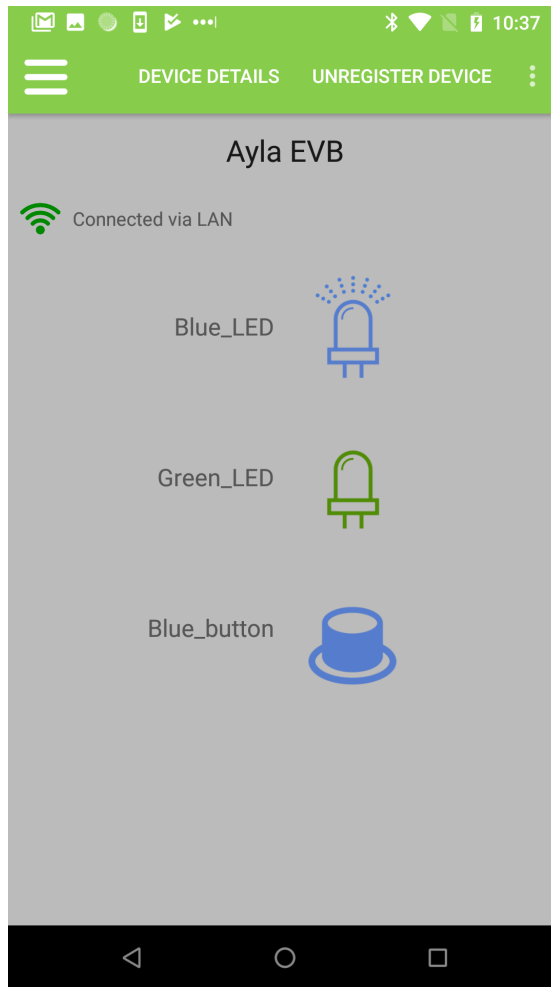 10:37
DEVICE DETAILS UNREGISTER DEVICE
Ayla EVB
Connected via LAN
Blue_LED
Green_LED
Blue_button